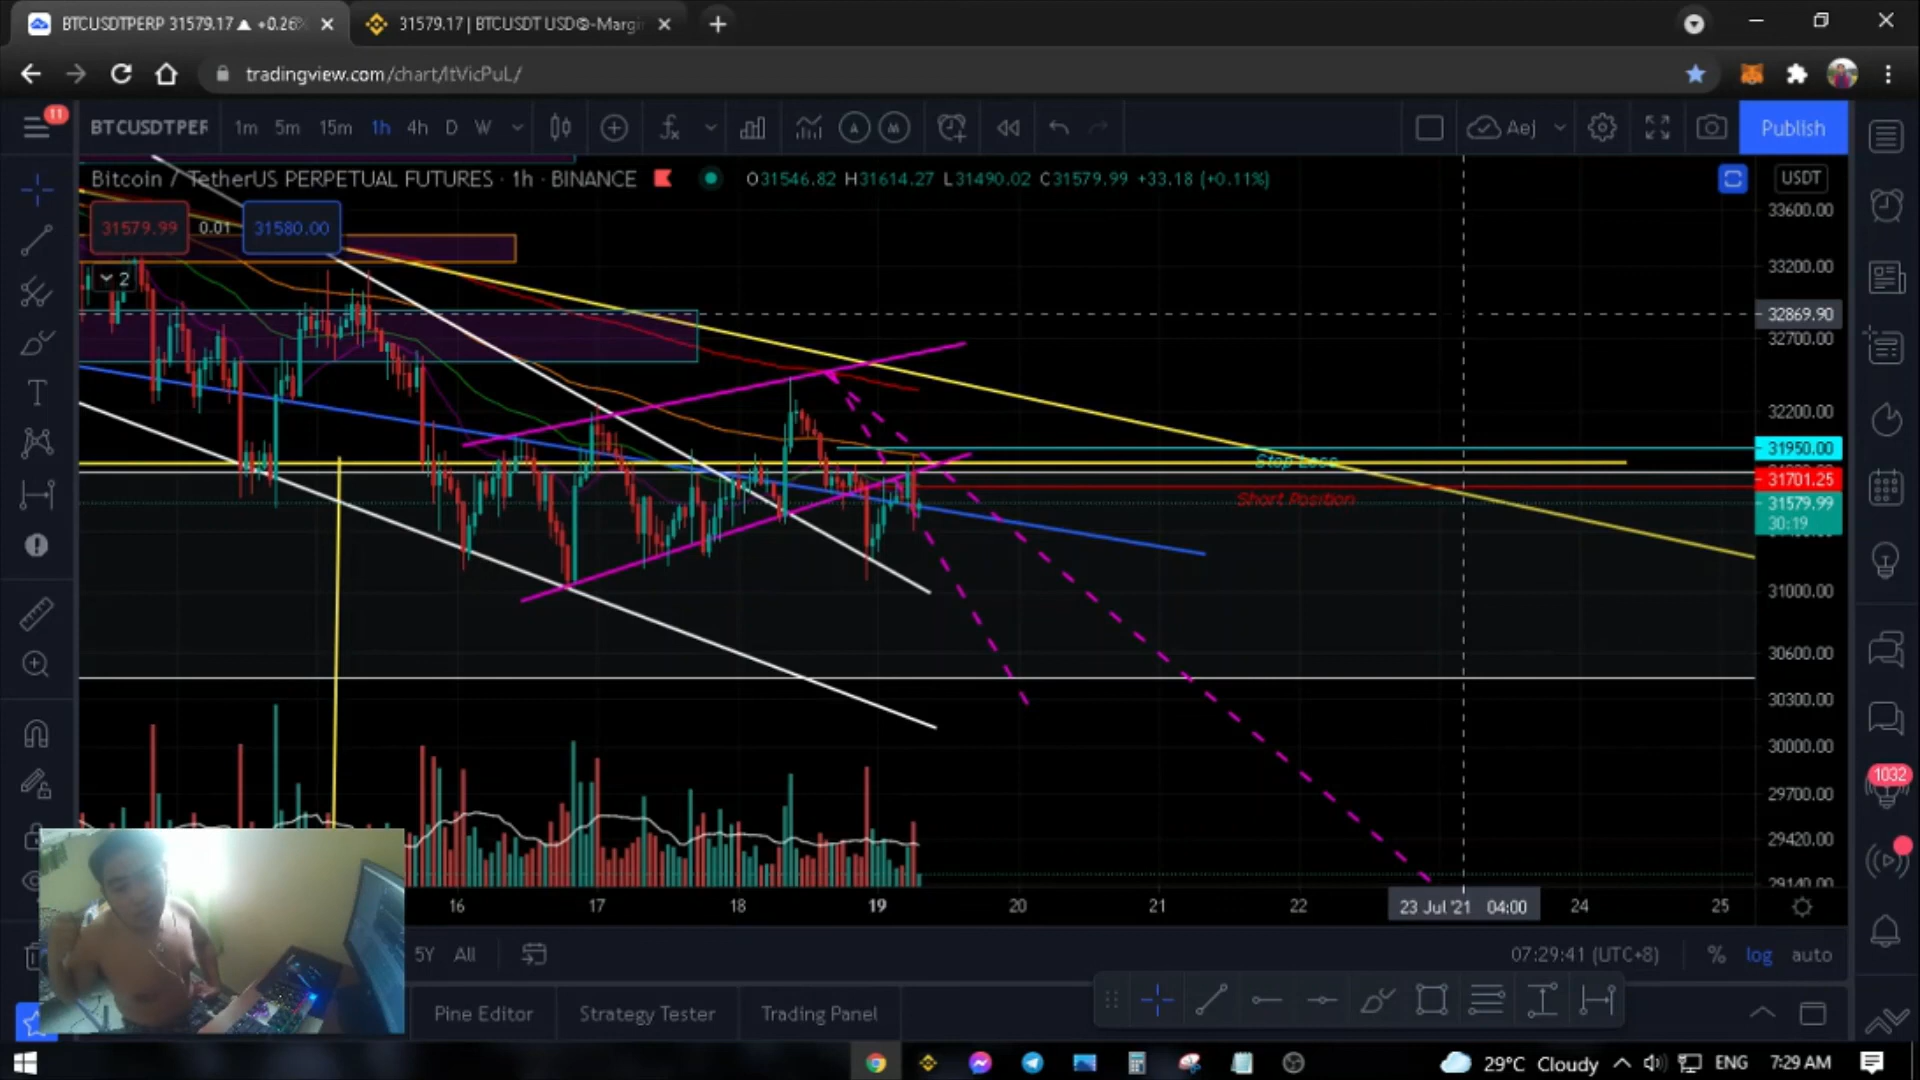 BTCUSDTPERP 31579.17 ▲ +0.26%
31579.17 | BTCUSDT USDⓈ-Margi
tradingview.com/chart/ItVicPuL/
11
BTCUSDTPER
1m 5m 15m 1h 4h D W
A M
Aej
Publish
Bitcoin / TetherUS PERPETUAL FUTURES · 1h · BINANCE
O31546.82 H31614.27 L31490.02 C31579.99 +33.18 (+0.11%)
USDT
31579.99 0.01 31580.00
2
33600.00
33200.00
32869.90
32700.00
32200.00
31950.00
Stop Loss
31701.25
Short Position
31579.99
30:19
31000.00
30600.00
30300.00
30000.00
29700.00
29420.00
29140.00
1032
16 17 18 19 20 21 22 23 Jul '21 04:00 24 25
5Y All
07:29:41 (UTC+8) % log auto
Pine Editor Strategy Tester Trading Panel
29°C Cloudy ENG 7:29 AM